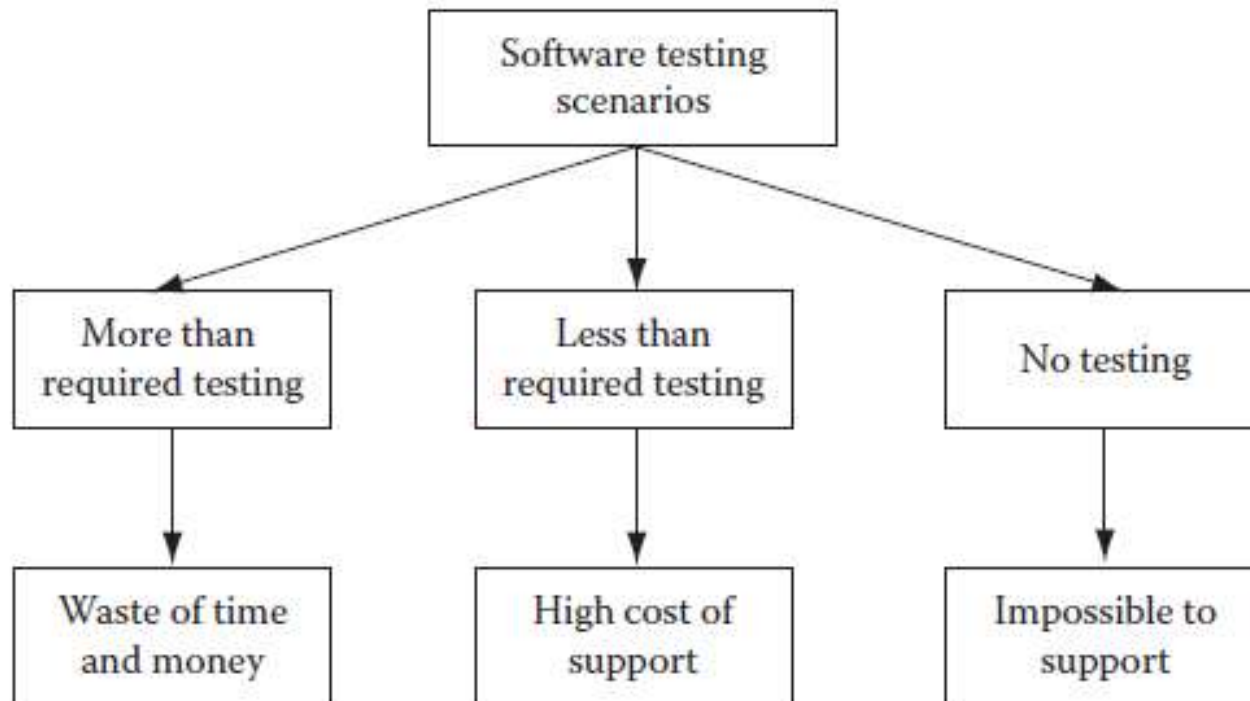 Software testing
scenarios
More than
required testing
Less than
required testing
No testing
Waste of time
and money
High cost of
support
Impossible to
support